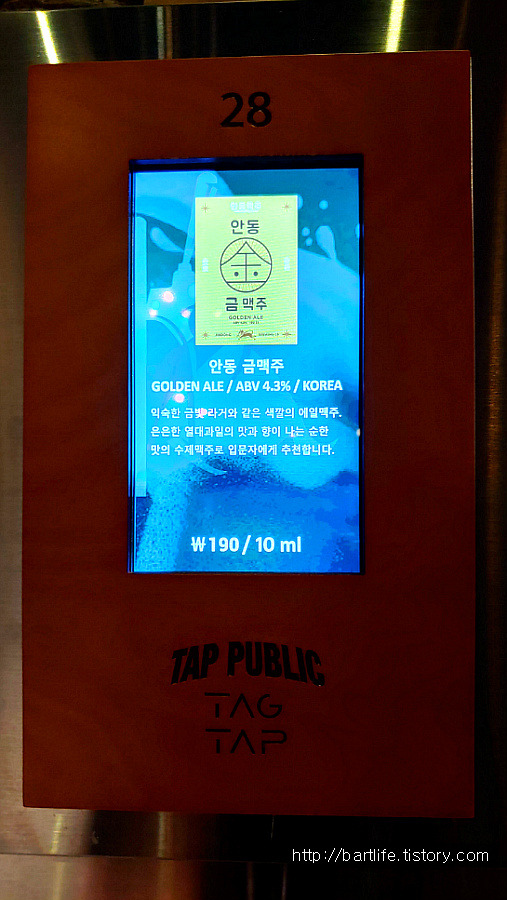 28
안동
금맥주
GOLDEN ALE
안동 금맥주
GOLDEN ALE / ABV 4.3% / KOREA
익숙한 금빛 라거와 같은 색깔의 에일맥주.
은은한 열대과일의 맛과 향이 나는 순한
맛의 수제맥주로 입문자에게 추천합니다.
₩190 / 10 ml
TAP PUBLIC
TAG
TAP
http://bartlife.tistory.com